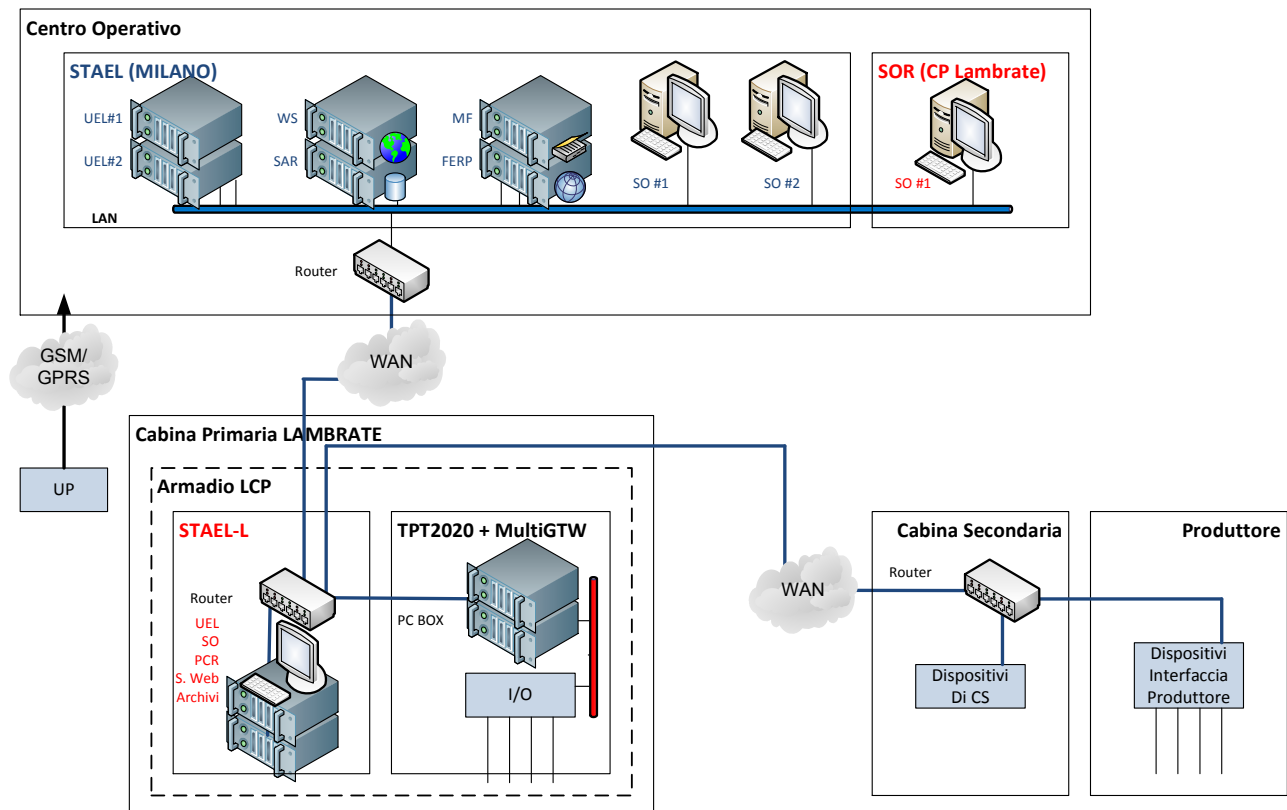 Centro Operativo
STAEL (MILANO)
SOR (CP Lambrate)
UEL#1
WS
MF
UEL#2
SAR
FERP
SO #1
SO #2
SO #1
LAN
Router
GSM/
GPRS
WAN
UP
Cabina Primaria LAMBRATE
Armadio LCP
STAEL-L
TPT2020 + MultiGTW
Router
UEL
SO
PCR
S. Web
Archivi
PC BOX
I/O
WAN
Cabina Secondaria
Router
Dispositivi
Di CS
Produttore
Dispositivi
Interfaccia
Produttore